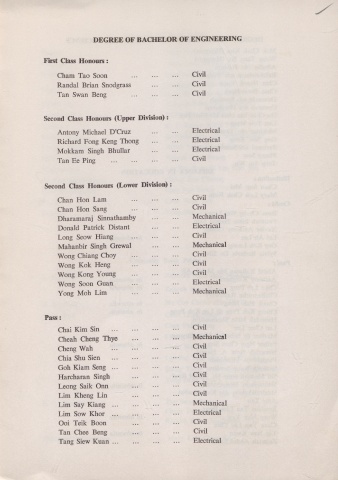 DEGREE OF BACHELOR OF ENGINEERING
First Class Honours :
Cham Tao Soon ... ... ... Civil
Randal Brian Snodgrass ... ... Civil
Tan Swan Beng ... ... ... Civil
Second Class Honours (Upper Division) :
Antony Michael D'Cruz ... ... Electrical
Richard Fong Keng Thong ... ... Electrical
Mokkam Singh Bhullar ... ... Electrical
Tan Ee Ping ... ... ... ... Civil
Second Class Honours (Lower Division) :
Chan Hon Lam ... ... ... Civil
Chan Hon Sang ... ... ... Civil
Dharamaraj Sinnathamby ... ... Mechanical
Donald Patrick Distant ... ... Electrical
Long Seow Hiang ... ... ... Civil
Mahanbir Singh Grewal ... ... Mechanical
Wong Chiang Choy ... ... ... Civil
Wong Kok Heng ... ... ... Civil
Wong Kong Young ... ... ... Civil
Wong Soon Guan ... ... ... Electrical
Yong Moh Lim ... ... ... Mechanical
Pass :
Chai Kim Sin ... ... ... ... Civil
Cheah Cheng Thye ... ... ... Mechanical
Cheng Wah ... ... ... ... Civil
Chia Shu Sien ... ... ... ... Civil
Goh Kiam Seng ... ... ... ... Civil
Harcharan Singh ... ... ... Civil
Leong Saik Onn ... ... ... Civil
Lim Kheng Lin ... ... ... Civil
Lim Say Kiang ... ... ... ... Mechanical
Lim Sow Khor ... ... ... ... Electrical
Ooi Teik Boon ... ... ... Civil
Tan Chee Beng ... ... ... Civil
Tang Siew Kuan ... ... ... ... Electrical